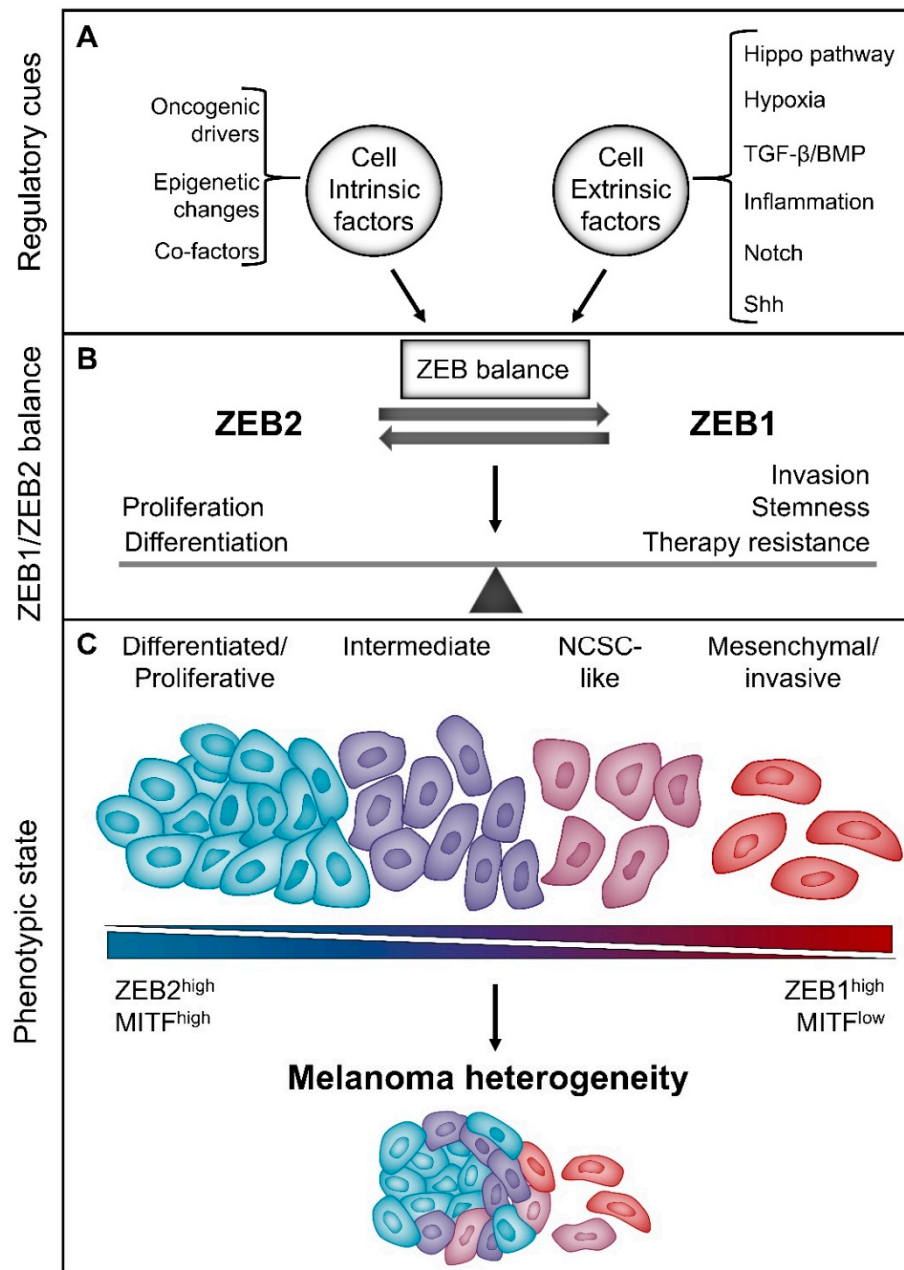 Regulatory cues
A
Oncogenic
drivers
Epigenetic
changes
Co-factors
Cell
Intrinsic
factors
Cell
Extrinsic
factors
Hippo pathway
Hypoxia
TGF-β/BMP
Inflammation
Notch
Shh
ZEB1/ZEB2 balance
B
ZEB balance
ZEB2
ZEB1
Proliferation
Differentiation
Invasion
Stemness
Therapy resistance
Phenotypic state
C
Differentiated/
Proliferative
Intermediate
NCSC-
like
Mesenchymal/
invasive
ZEB2high
MITFhigh
ZEB1high
MITFlow
Melanoma heterogeneity